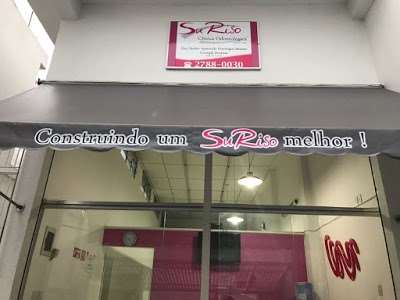 SuRiso
Clínica Odontológica
☎ 2788-0030
Construindo um SuRiso melhor !